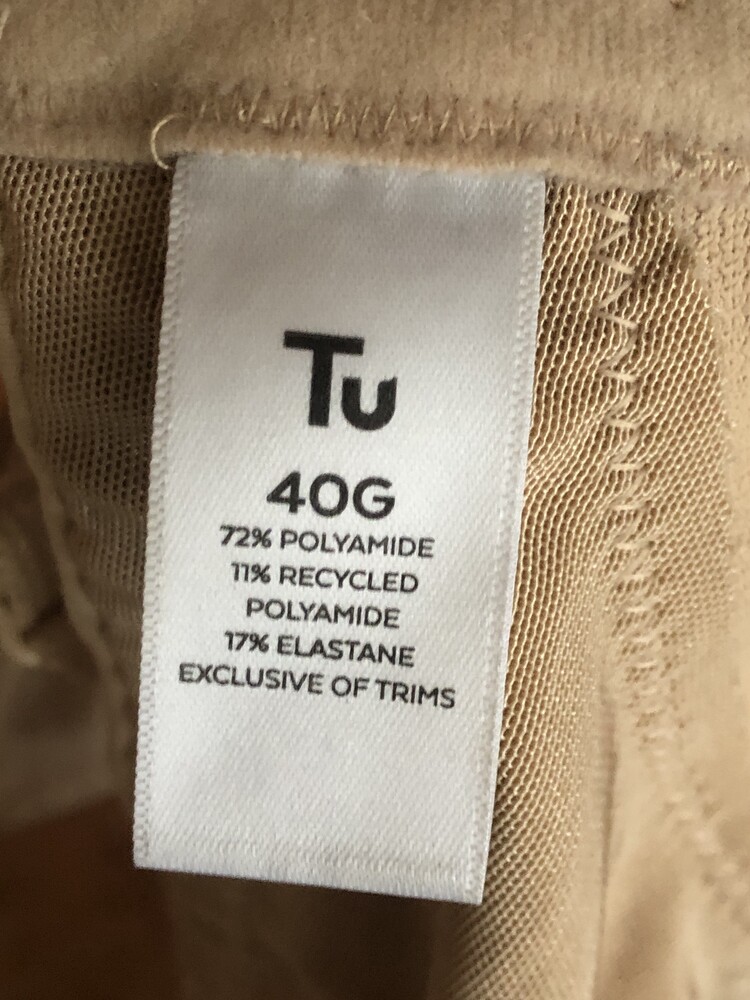 Tu
40G
72% POLYAMIDE
11% RECYCLED
POLYAMIDE
17% ELASTANE
EXCLUSIVE OF TRIMS